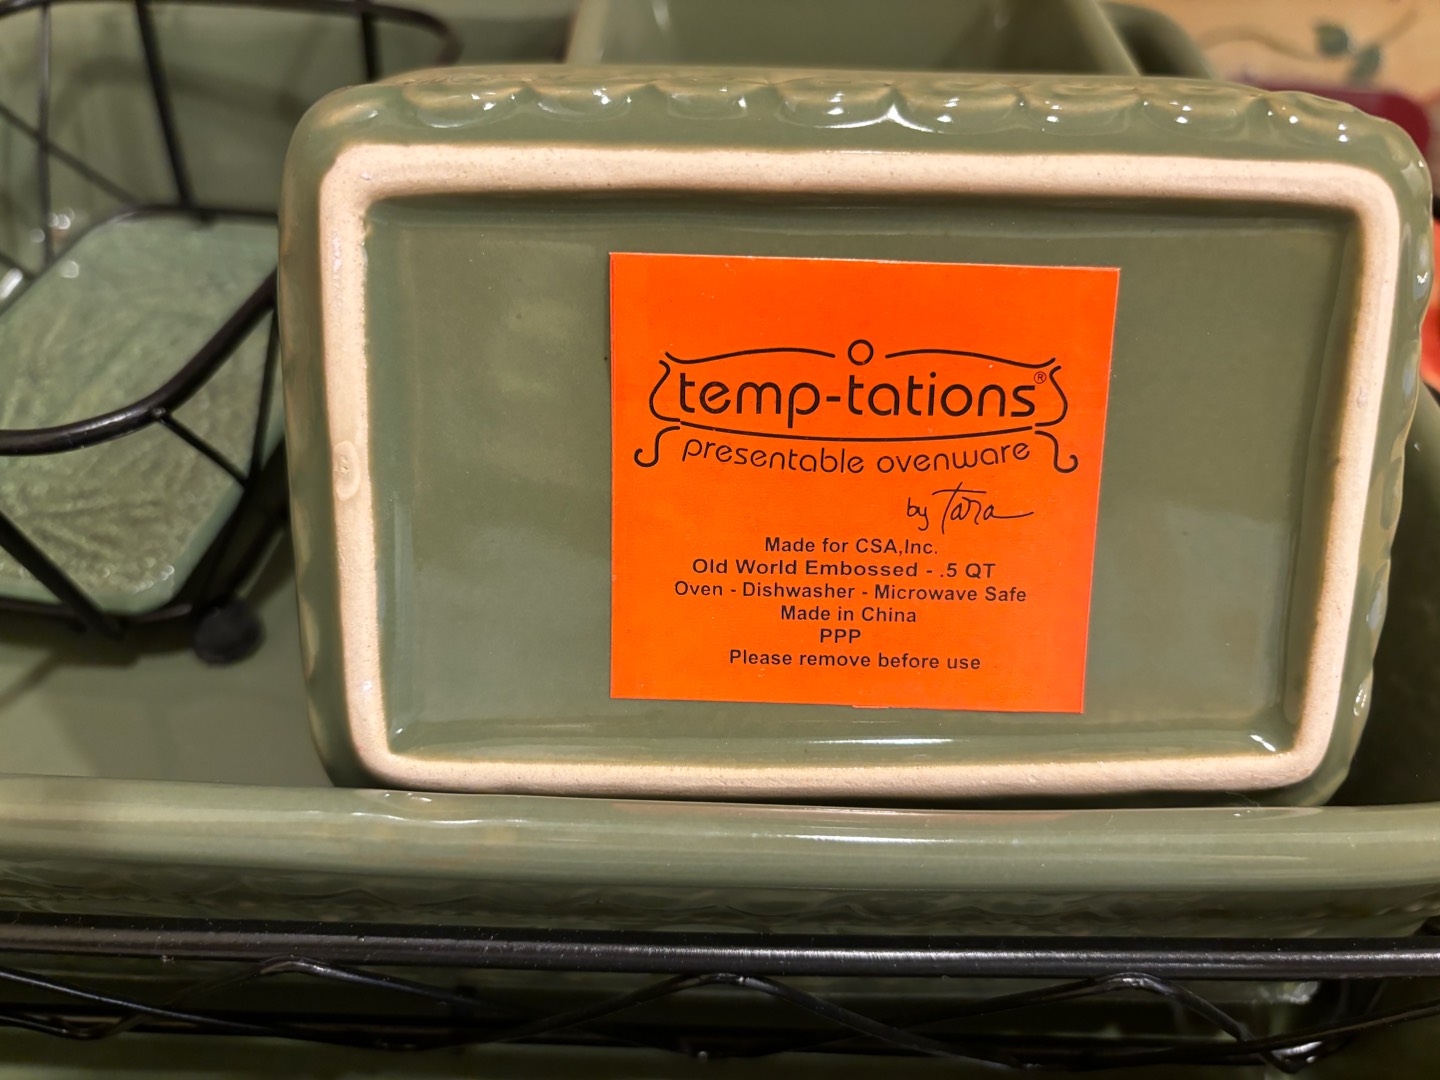 temp-tations®
presentable ovenware
by Tara
Made for CSA,Inc.
Old World Embossed - .5 QT
Oven - Dishwasher - Microwave Safe
Made in China
PPP
Please remove before use